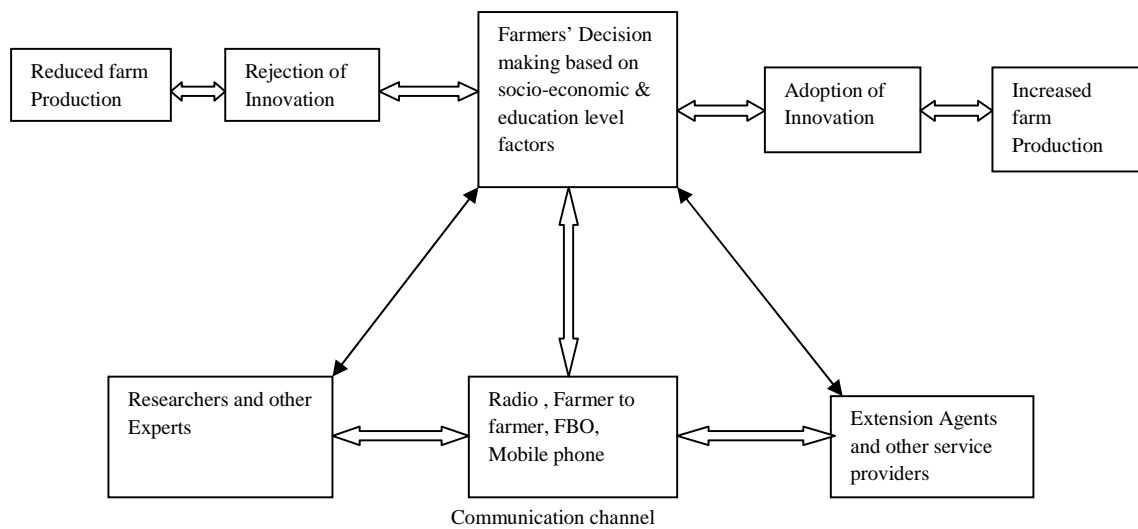 Reduced farm
Production
Rejection of
Innovation
Farmers’ Decision
making based on
socio-economic &
education level
factors
Adoption of
Innovation
Increased
farm
Production
Researchers and other
Experts
Radio , Farmer to
farmer, FBO,
Mobile phone
Extension Agents
and other service
providers
Communication channel